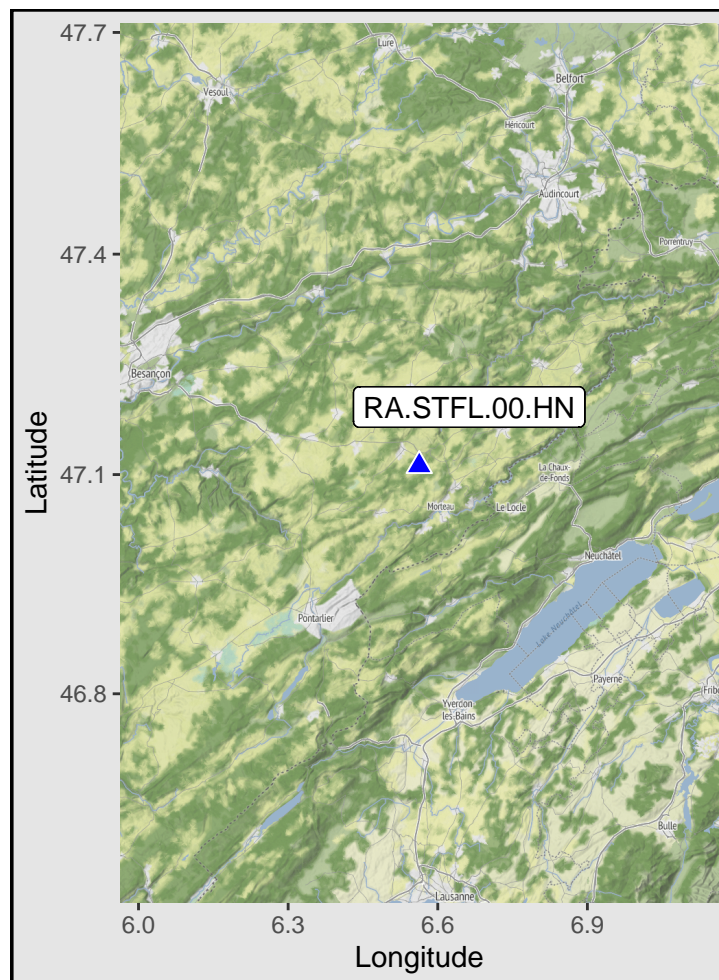 47.7
Lure
Belfort
Vesoul
Héricourt
Audincourt
47.4
Porrentruy
Besançon
RA.STFL.00.HN
Latitude
47.1
La Chaux-
de-Fonds
Morteau
Le Locle
Neuchâtel
Lake Neuchâtel
Pontarlier
46.8
Payerne
Fribo
Yverdon
les-Bains
Bulle
Lausanne
6.0
6.3
6.6
6.9
Longitude